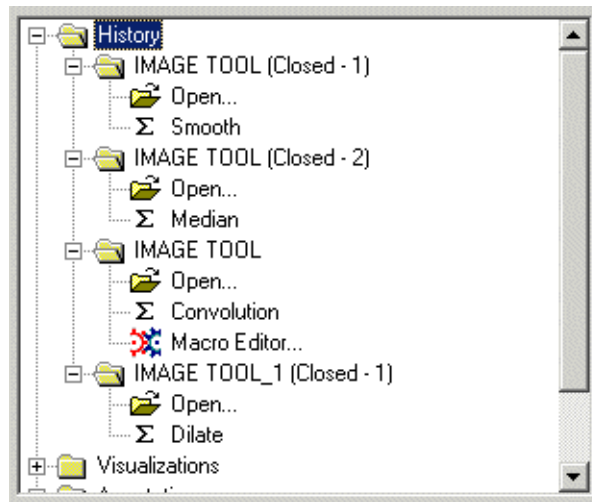 History
IMAGE TOOL (Closed - 1)
Open...
Σ Smooth
IMAGE TOOL (Closed - 2)
Open...
Σ Median
IMAGE TOOL
Open...
Σ Convolution
Macro Editor...
IMAGE TOOL_1 (Closed - 1)
Open...
Σ Dilate
Visualizations